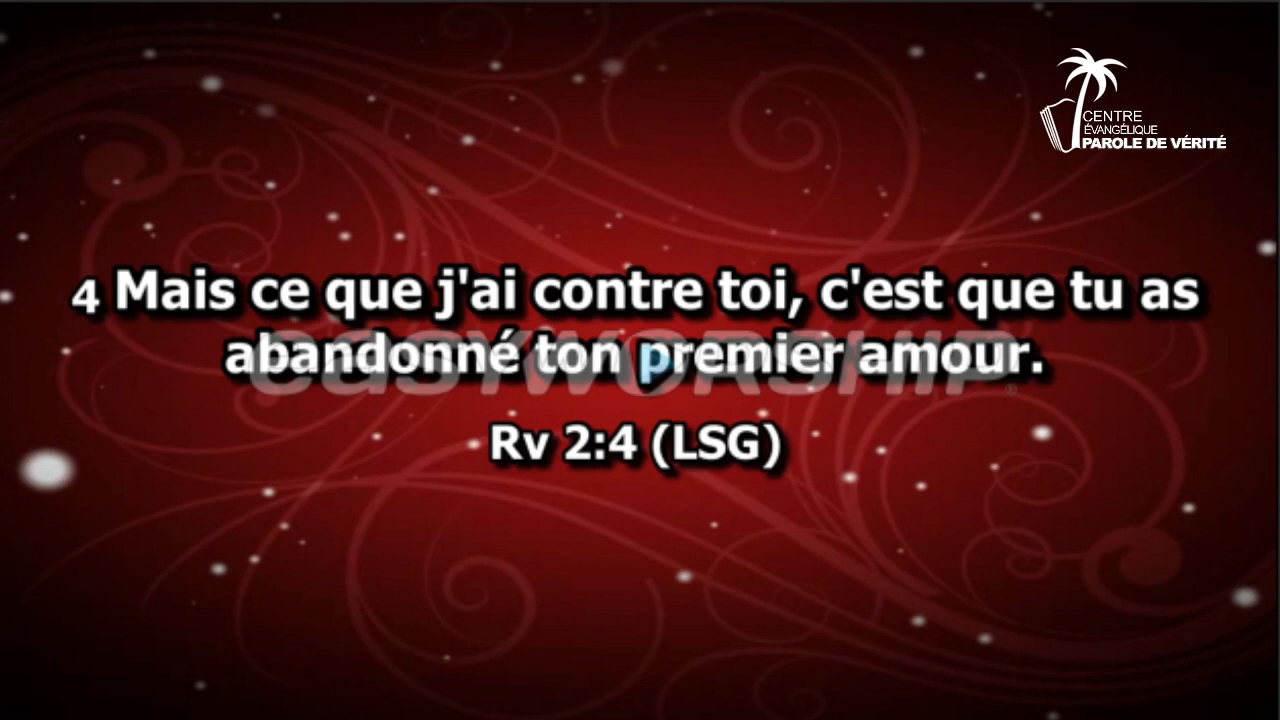 CENTRE
ÉVANGÉLIQUE
PAROLE DE VÉRITÉ
4 Mais ce que j'ai contre toi, c'est que tu as
abandonné ton premier amour.
EASYWORSHIP®
Rv 2:4 (LSG)